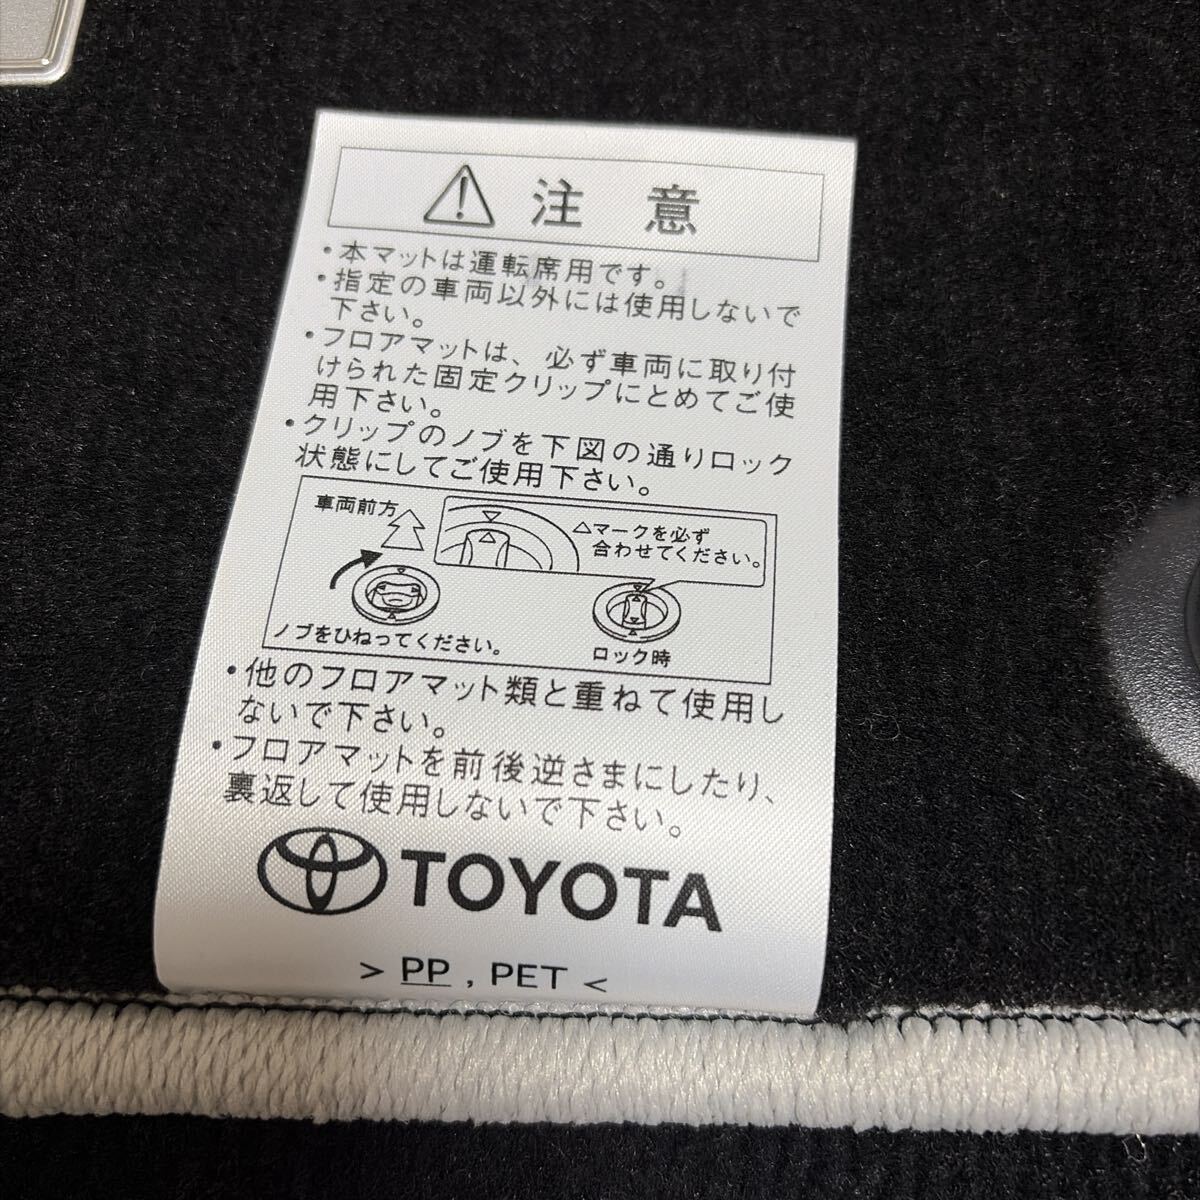 注 意
・本マットは運転席用です。
・指定の車両以外には使用しないで
下さい。
・フロアマットは、必ず車両に取り付
けられた固定クリップにとめてご使
用下さい。
・クリップのノブを下図の通りロック
状態にしてご使用下さい。
車両前方
△マークを必ず
合わせてください。
ノブをひねってください。
ロック時
・他のフロアマット類と重ねて使用し
ないで下さい。
・フロアマットを前後逆さまにしたり、
裏返して使用しないで下さい。
TOYOTA
> PP , PET <